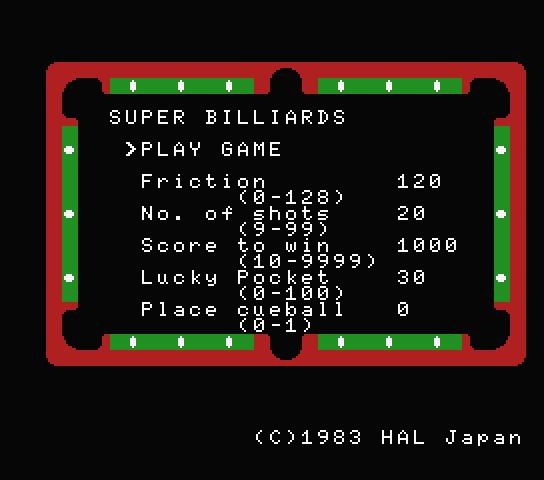 SUPER BILLIARDS
>PLAY GAME
Friction 120
(0-128)
No. of shots 20
(9-99)
Score to win 1000
(10-9999)
Lucky Pocket 30
(0-100)
Place cueball 0
(0-1)
(C)1983 HAL Japan